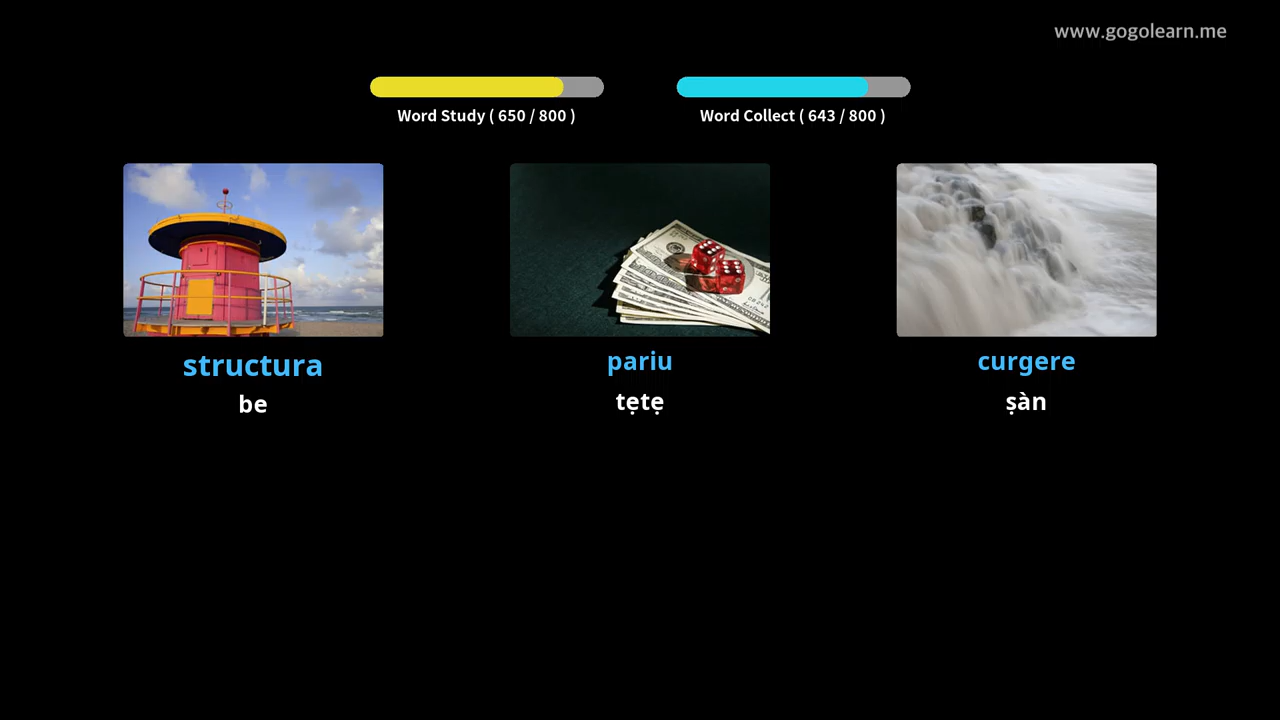 www.gogolearn.me
Word Study ( 650 / 800 )
Word Collect ( 643 / 800 )
structura
pariu
curgere
be
tẹtẹ
ṣàn